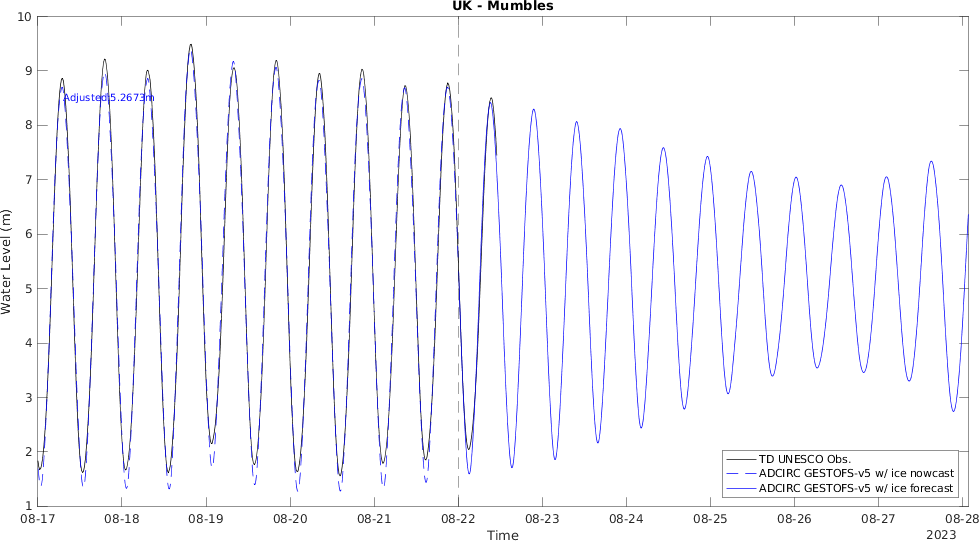 UK - Mumbles
10
9
Adjusted 5.2673m
8
7
6
5
4
3
2
1
Water Level (m)
TD UNESCO Obs.
ADCIRC GESTOFS-v5 w/ ice nowcast
ADCIRC GESTOFS-v5 w/ ice forecast
08-17 08-18 08-19 08-20 08-21 08-22 08-23 08-24 08-25 08-26 08-27 08-28
Time
2023